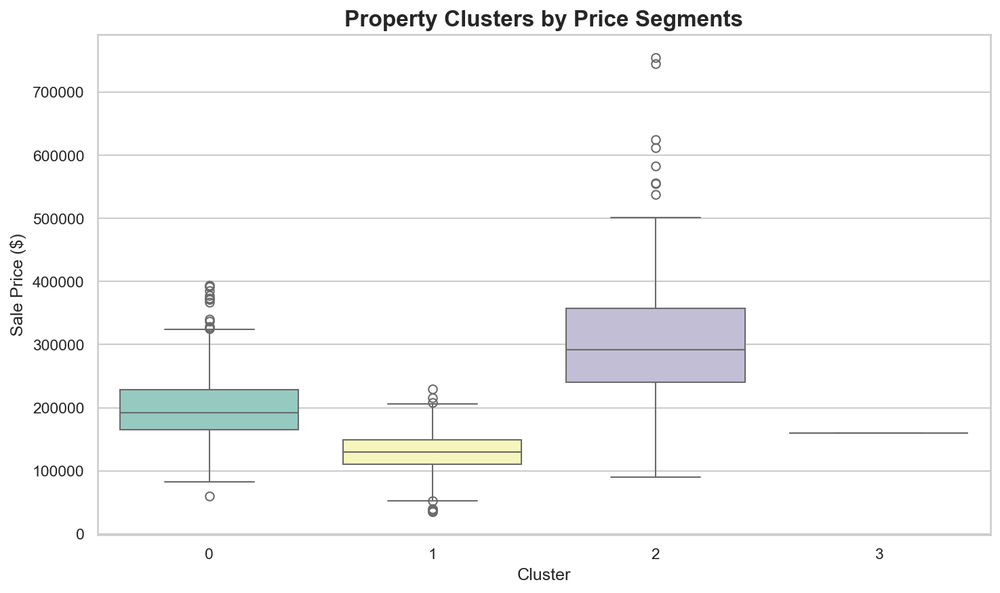 Property Clusters by Price Segments
Sale Price ($)
700000
600000
500000
400000
300000
200000
100000
0
0 1 2 3
Cluster